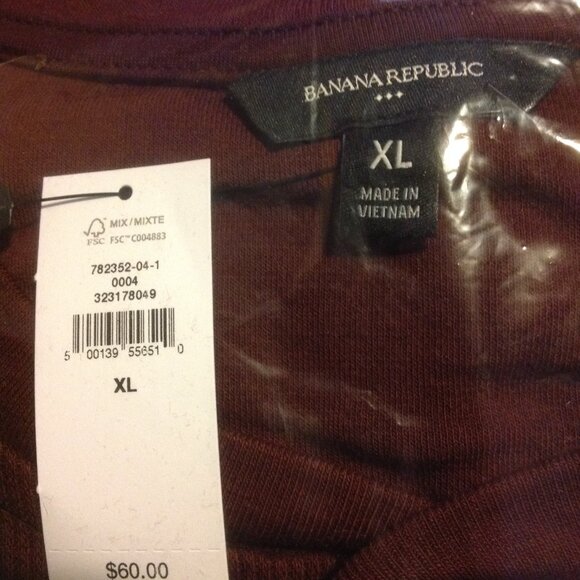 BANANA REPUBLIC
XL
MADE IN
VIETNAM
MIX / MIXTE
FSC FSC™ C004883
782352-04-1
0004
323178049
5 00139 55651 0
XL
$60.00